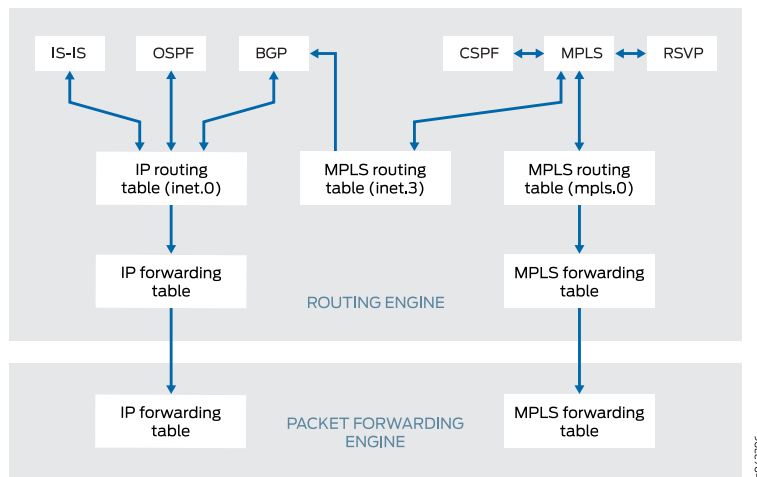 IS-IS
OSPF
BGP
CSPF
MPLS
RSVP
IP routing
table (inet.0)
MPLS routing
table (inet.3)
MPLS routing
table (mpls.0)
IP forwarding
table
MPLS forwarding
table
ROUTING ENGINE
IP forwarding
table
PACKET FORWARDING
ENGINE
MPLS forwarding
table